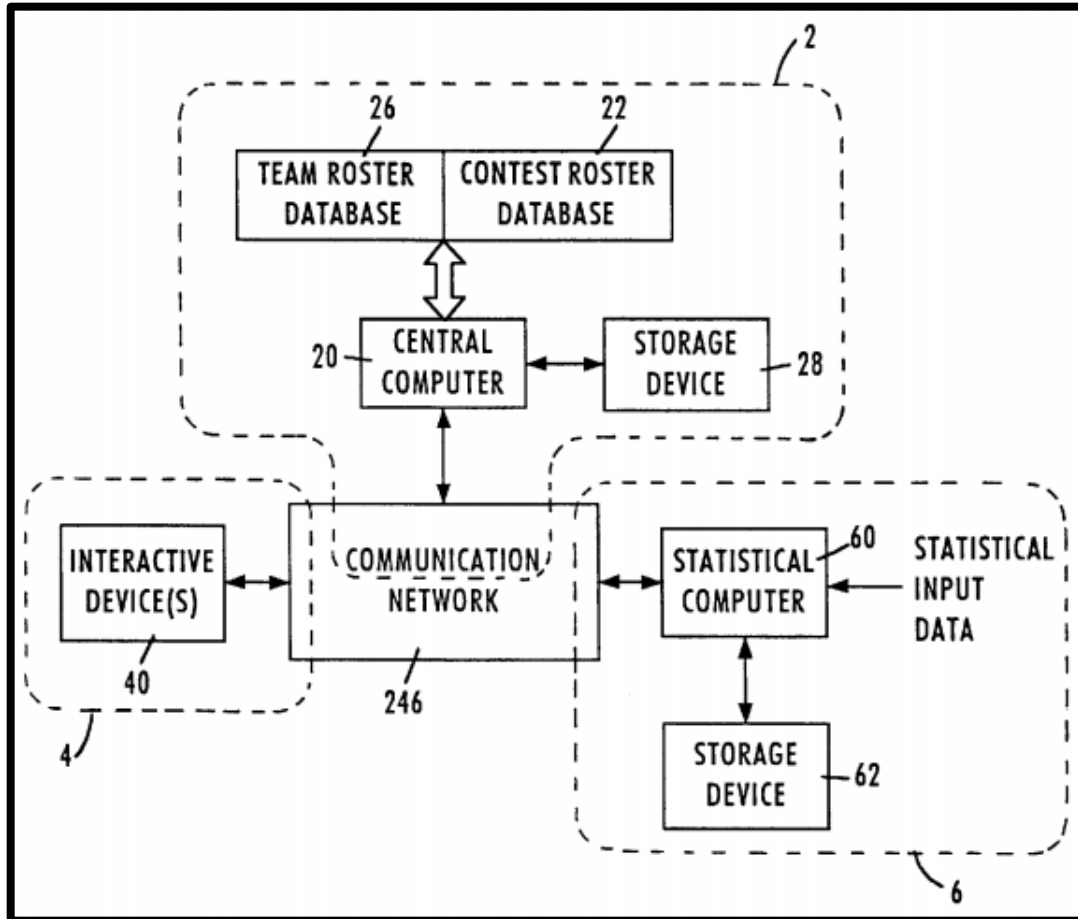 2
26
22
TEAM ROSTER
DATABASE
CONTEST ROSTER
DATABASE
20
CENTRAL
COMPUTER
STORAGE
DEVICE
28
INTERACTIVE
DEVICE(S)
40
4
COMMUNICATION
NETWORK
246
STATISTICAL
COMPUTER
60
STATISTICAL
INPUT
DATA
STORAGE
DEVICE
62
6